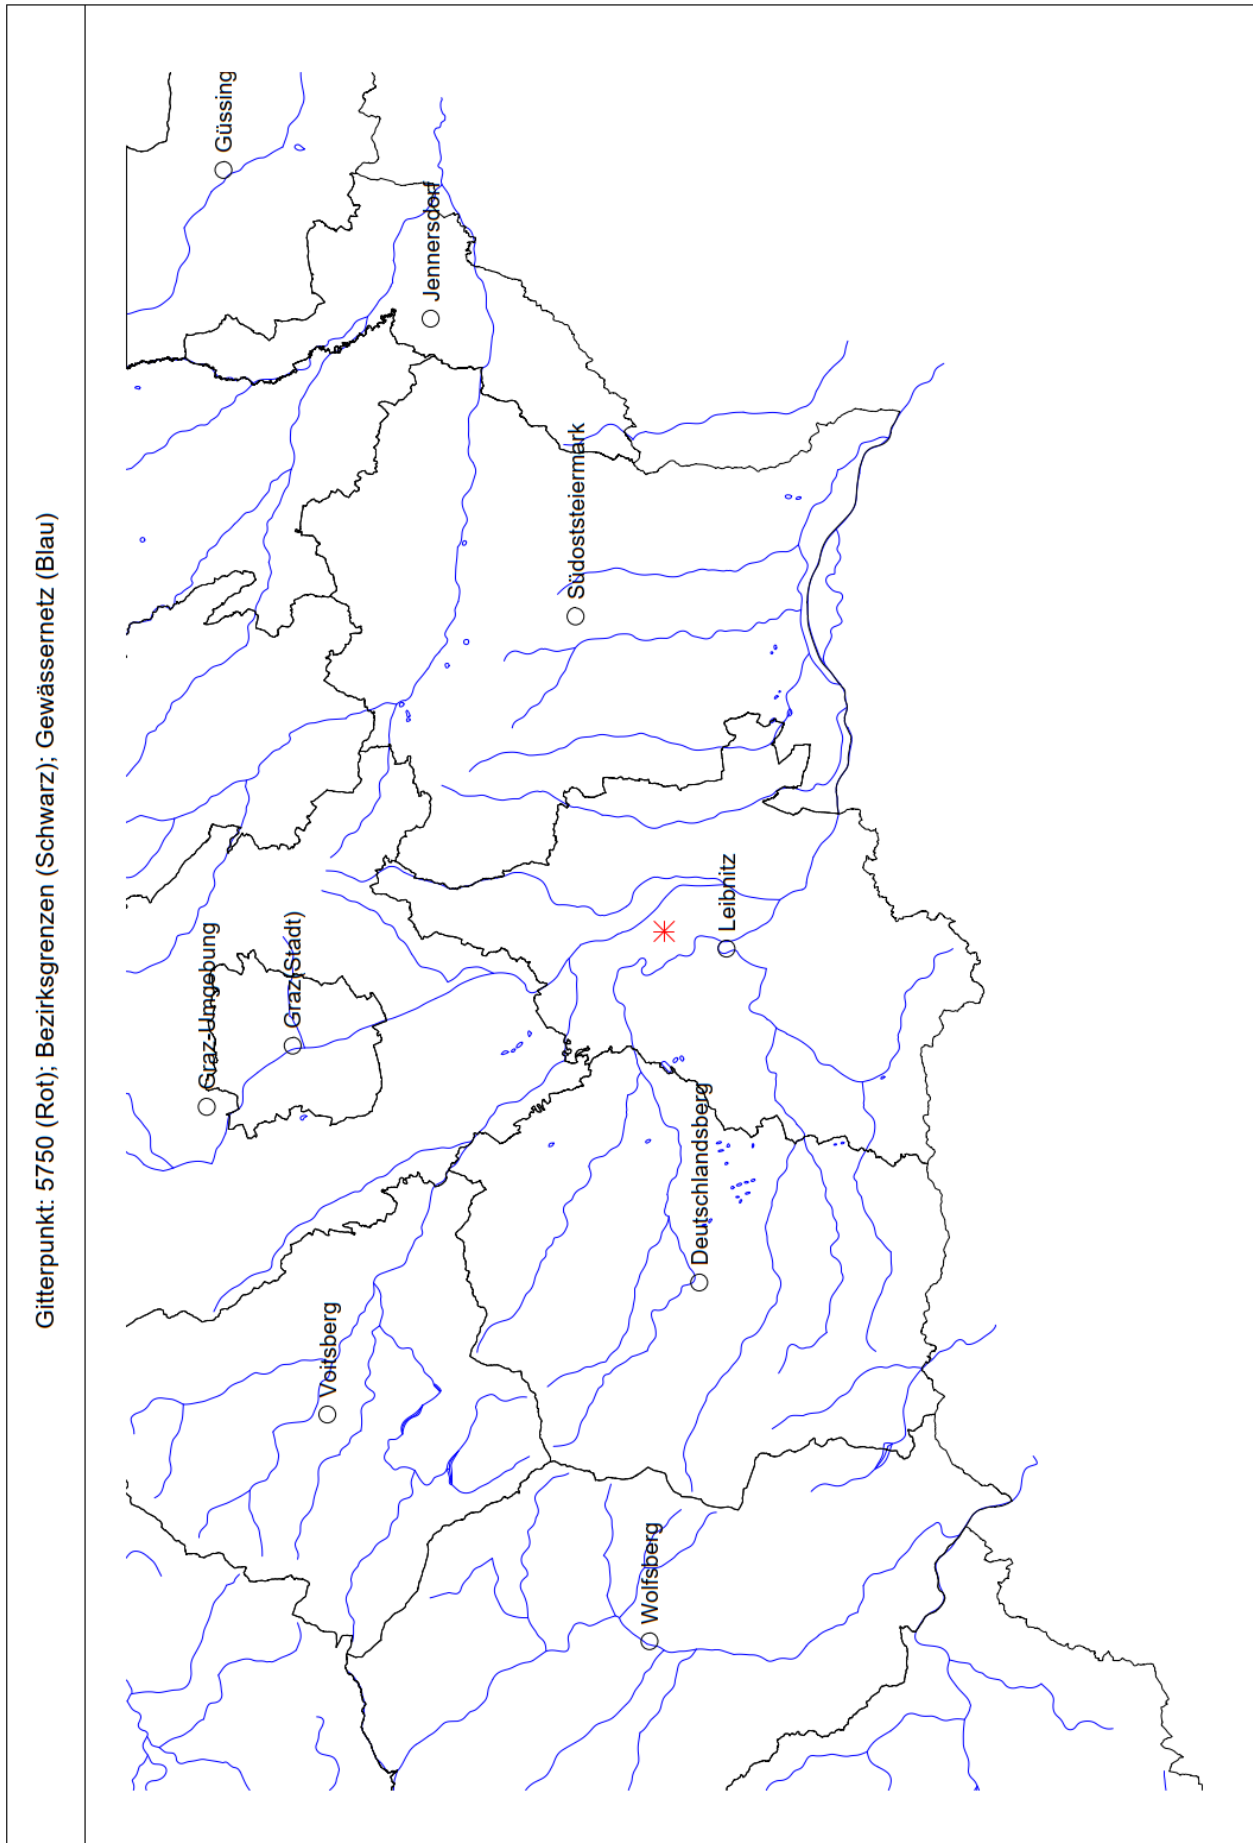 Gitterpunkt: 5750 (Rot); Bezirksgrenzen (Schwarz); Gewässernetz (Blau)
Güssing
Jennersdorf
Südoststeiermark
Graz-Umgebung
Graz(Stadt)
Leibnitz
Deutschlandsberg
Voitsberg
Wolfsberg